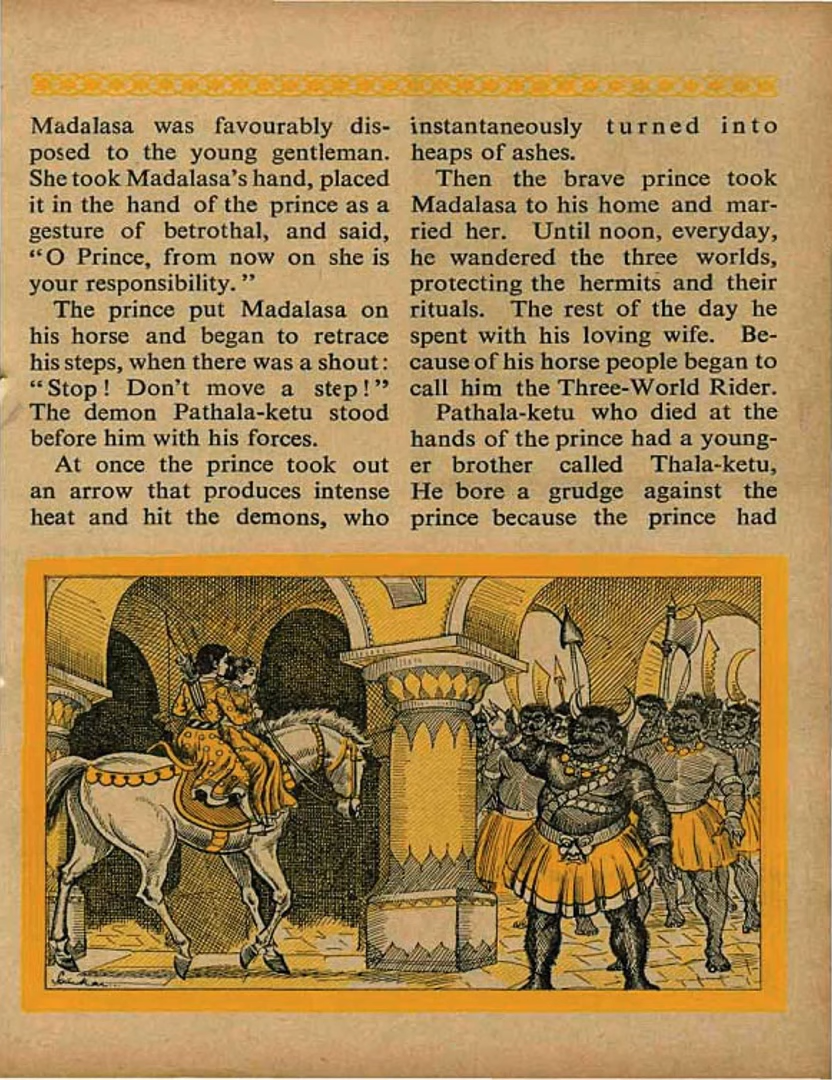 Madalasa was favourably dis-
posed to the young gentleman.
She took Madalasa's hand, placed
it in the hand of the prince as a
gesture of betrothal, and said,
"O Prince, from now on she is
your responsibility."
The prince put Madalasa on
his horse and began to retrace
his steps, when there was a shout:
"Stop! Don't move a step!"
The demon Pathala-ketu stood
before him with his forces.
At once the prince took out
an arrow that produces intense
heat and hit the demons, who
instantaneously turned into
heaps of ashes.
Then the brave prince took
Madalasa to his home and mar-
ried her. Until noon, everyday,
he wandered the three worlds,
protecting the hermits and their
rituals. The rest of the day he
spent with his loving wife. Be-
cause of his horse people began to
call him the Three-World Rider.
Pathala-ketu who died at the
hands of the prince had a young-
er brother called Thala-ketu,
He bore a grudge against the
prince because the prince had
Sankar...